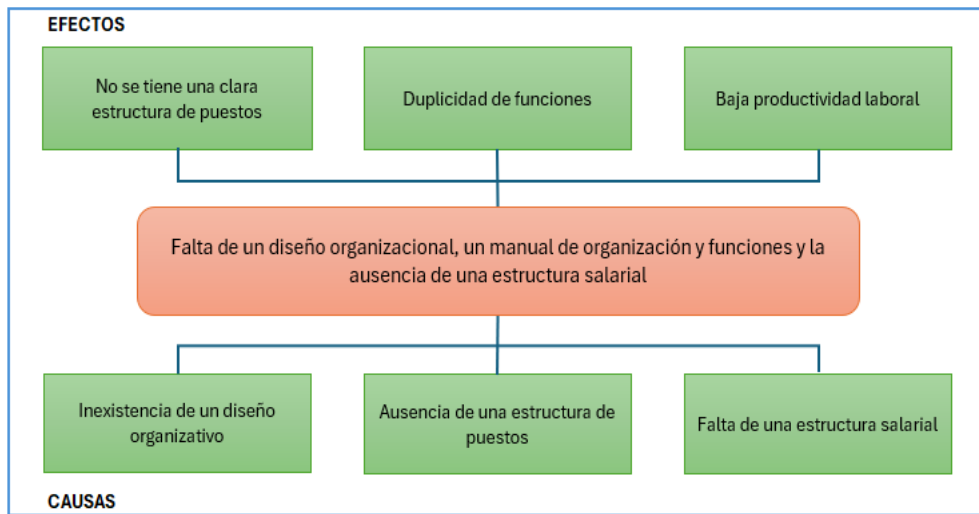 EFECTOS
No se tiene una clara
estructura de puestos
Duplicidad de funciones
Baja productividad laboral
Falta de un diseño organizacional, un manual de organización y funciones y la
ausencia de una estructura salarial
Inexistencia de un diseño
organizativo
Ausencia de una estructura de
puestos
Falta de una estructura salarial
CAUSAS